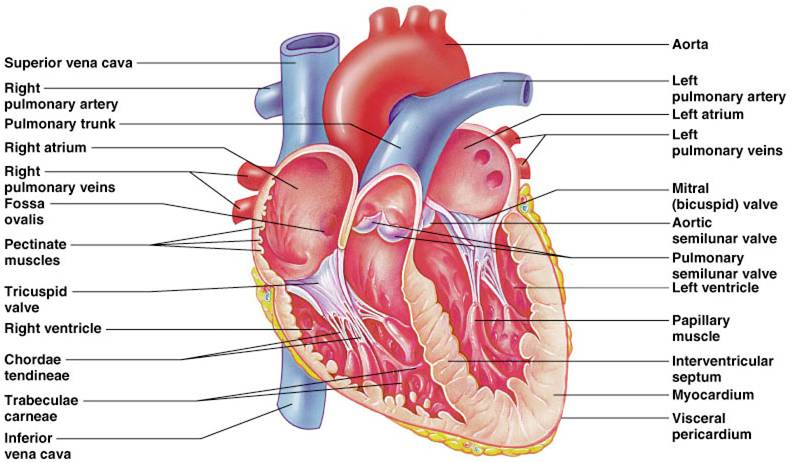 Superior vena cava
Right
pulmonary artery
Pulmonary trunk
Right atrium
Right
pulmonary veins
Fossa
ovalis
Pectinate
muscles
Tricuspid
valve
Right ventricle
Chordae
tendineae
Trabeculae
carneae
Inferior
vena cava
Aorta
Left
pulmonary artery
Left atrium
Left
pulmonary veins
Mitral
(bicuspid) valve
Aortic
semilunar valve
Pulmonary
semilunar valve
Left ventricle
Papillary
muscle
Interventricular
septum
Myocardium
Visceral
pericardium